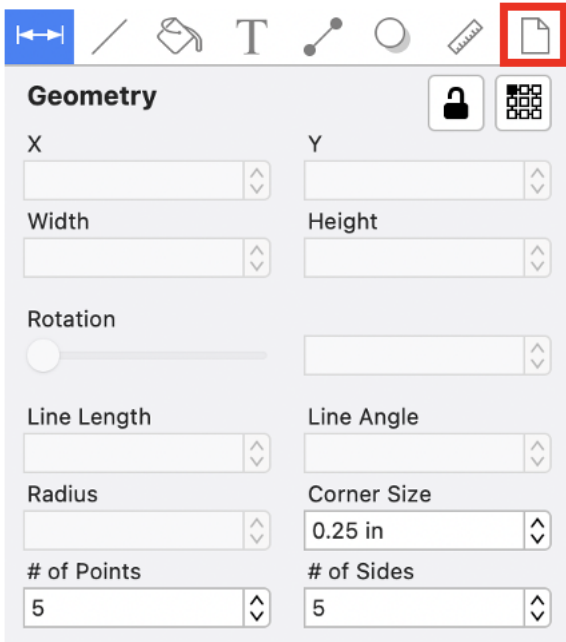 T
Geometry
X Y
Width Height
Rotation
Line Length Line Angle
Radius Corner Size
0.25 in
# of Points # of Sides
5 5